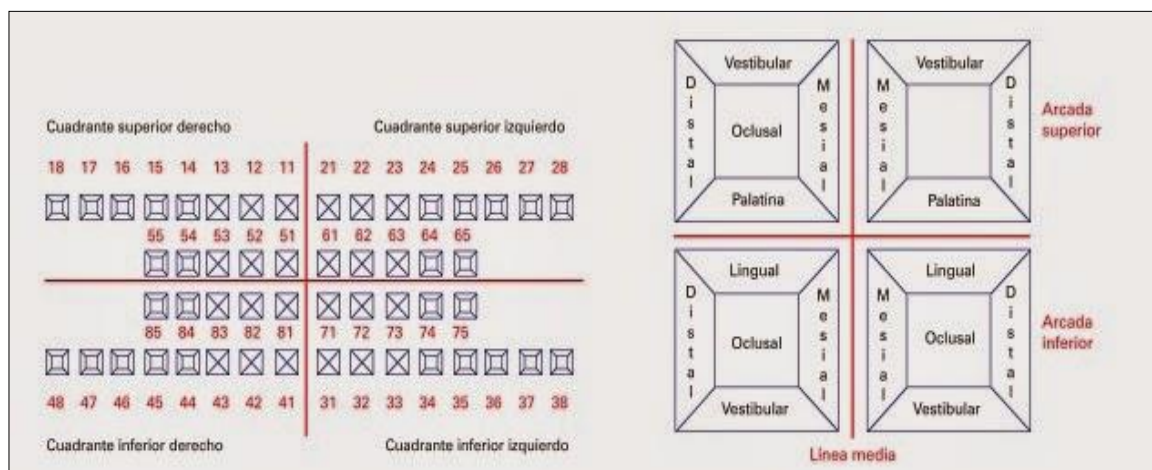 Cuadrante superior derecho Cuadrante superior izquierdo
18 17 16 15 14 13 12 11 21 22 23 24 25 26 27 28
55 54 53 52 51 61 62 63 64 65
85 84 83 82 81 71 72 73 74 75
48 47 46 45 44 43 42 41 31 32 33 34 35 36 37 38
Cuadrante inferior derecho Cuadrante inferior izquierdo
Vestibular
Distal
Oclusal
Mesial
Palatina
Vestibular
Mesial
Distal
Palatina
Arcada
superior
Lingual
Distal
Oclusal
Mesial
Vestibular
Lingual
Mesial
Oclusal
Distal
Vestibular
Arcada
inferior
Línea media